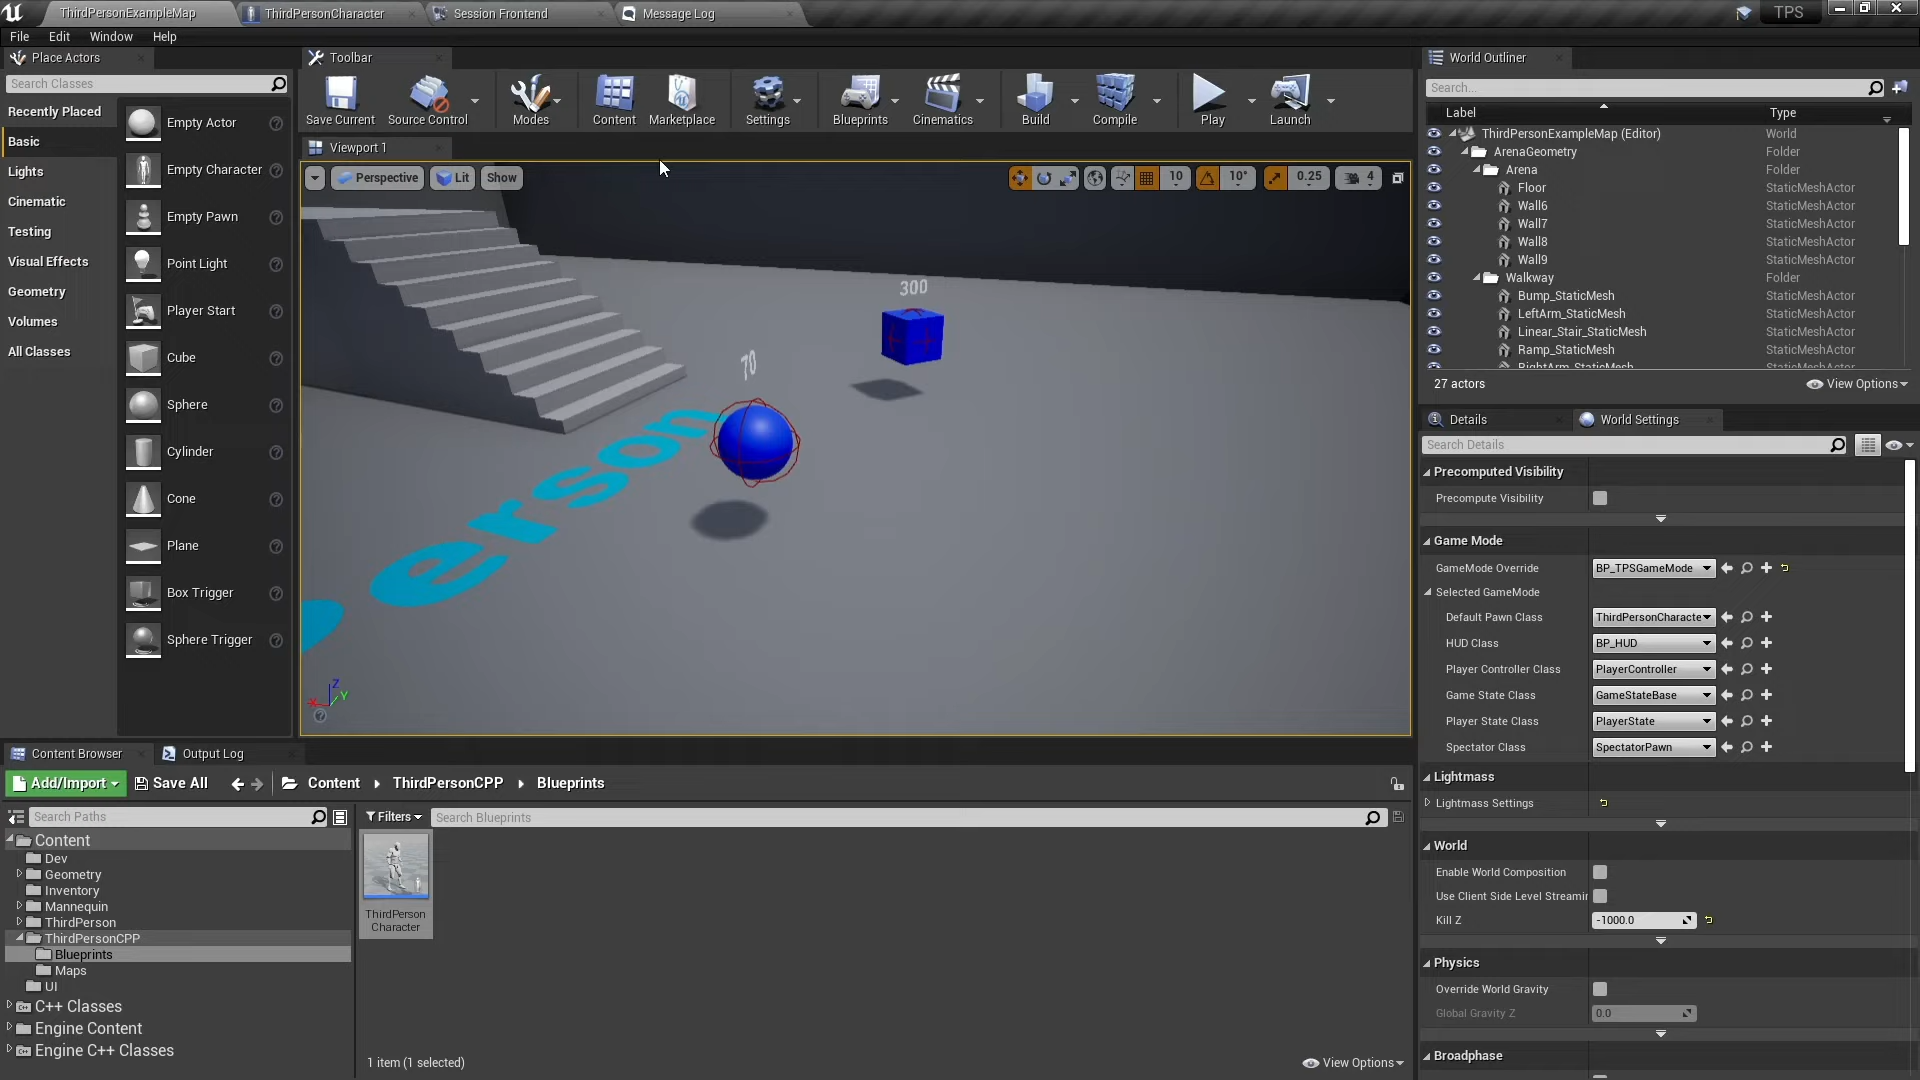 ThirdPersonExampleMap
ThirdPersonCharacter
Session Frontend
Message Log
TPS
File Edit Window Help
Place Actors
Search Classes
Recently Placed
Basic
Lights
Cinematic
Testing
Visual Effects
Geometry
Volumes
All Classes
Empty Actor
Empty Character
Empty Pawn
Point Light
Player Start
Cube
Sphere
Cylinder
Cone
Plane
Box Trigger
Sphere Trigger
Toolbar
Save Current
Source Control
Modes
Content
Marketplace
Settings
Blueprints
Cinematics
Build
Compile
Play
Launch
Viewport 1
Perspective
Lit
Show
10
10°
0.25
4
300
70
erson
Z
Y
X
World Outliner
Search...
Label Type
ThirdPersonExampleMap (Editor) World
ArenaGeometry Folder
Arena Folder
Floor StaticMeshActor
Wall6 StaticMeshActor
Wall7 StaticMeshActor
Wall8 StaticMeshActor
Wall9 StaticMeshActor
Walkway Folder
Bump_StaticMesh StaticMeshActor
LeftArm_StaticMesh StaticMeshActor
Linear_Stair_StaticMesh StaticMeshActor
Ramp_StaticMesh StaticMeshActor
RightArm_StaticMesh StaticMeshActor
27 actors
View Options
Details
World Settings
Search Details
Precomputed Visibility
Precompute Visibility
Game Mode
GameMode Override BP_TPSGameMode
Selected GameMode
Default Pawn Class ThirdPersonCharacte
HUD Class BP_HUD
Player Controller Class PlayerController
Game State Class GameStateBase
Player State Class PlayerState
Spectator Class SpectatorPawn
Lightmass
Lightmass Settings
World
Enable World Composition
Use Client Side Level Streamin
Kill Z -1000.0
Physics
Override World Gravity
Global Gravity Z 0.0
Broadphase
Content Browser
Output Log
Add/Import
Save All
Content
ThirdPersonCPP
Blueprints
Search Paths
Filters
Search Blueprints
Content
Dev
Geometry
Inventory
Mannequin
ThirdPerson
ThirdPersonCPP
Blueprints
Maps
UI
C++ Classes
Engine Content
Engine C++ Classes
ThirdPerson
Character
1 item (1 selected)
View Options